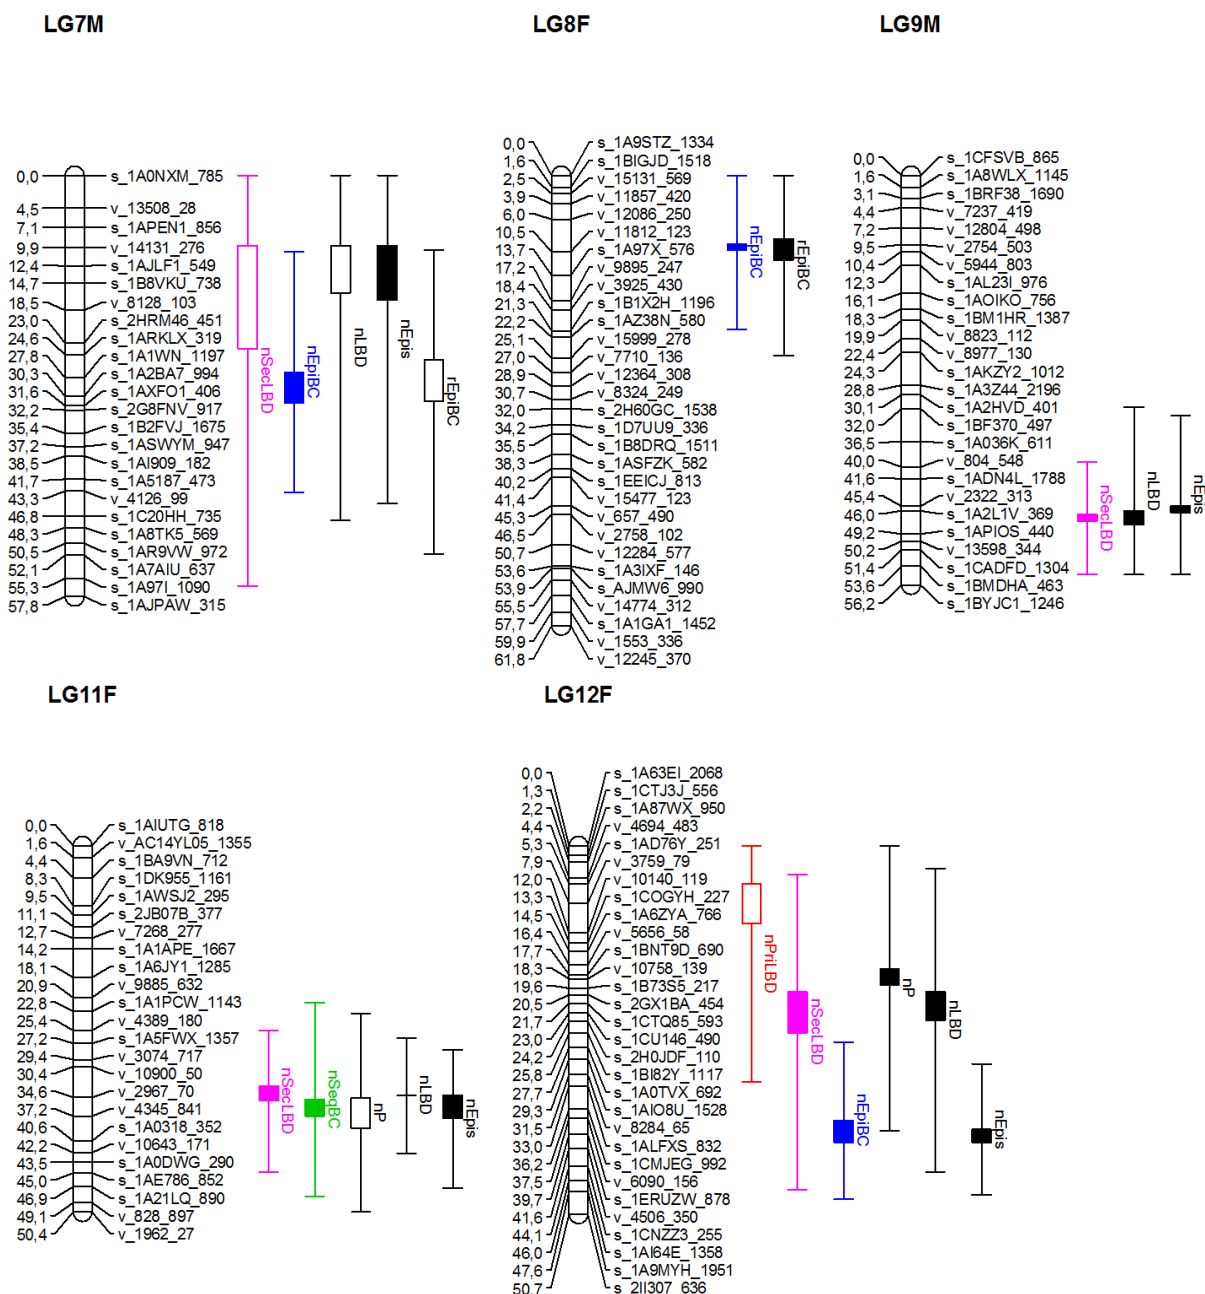 LG7M
0,0 s_1A0NXM_785
4,5 v_13508_28
7,1 s_1APEN1_856
9,9 v_14131_276
12,4 s_1AJLF1_549
14,7 s_1B8VKU_738
18,5 v_8128_103
23,0 s_2HRM46_451
24,6 s_1ARKLX_319
27,8 s_1A1WN_1197
30,3 s_1A2BA7_994
31,6 s_1AXFO1_406
32,2 s_2G8FNV_917
35,4 s_1B2FVJ_1675
37,2 s_1ASWYM_947
38,5 s_1AI909_182
41,7 s_1A5187_473
43,3 v_4126_99
46,8 s_1C20HH_735
48,3 s_1A8TK5_569
50,5 s_1AR9VW_972
52,1 s_1A7AIU_637
55,3 s_1A97I_1090
57,8 s_1AJPAW_315
nSecLBD
nEpiBC
nLBD
nEpis
rEpiBC
LG8F
0,0 s_1A9STZ_1334
1,6 s_1BIGJD_1518
2,5 v_15131_569
3,9 v_11857_420
6,0 v_12086_250
10,5 v_11812_123
13,7 s_1A97X_576
17,2 v_9895_247
18,4 v_3925_430
21,3 s_1B1X2H_1196
22,2 s_1AZ38N_580
25,1 v_15999_278
27,0 v_7710_136
28,9 v_12364_308
30,7 v_8324_249
32,0 s_2H60GC_1538
34,2 s_1D7UU9_336
35,5 s_1B8DRQ_1511
38,3 s_1ASFZK_582
40,2 s_1EEICJ_813
41,4 v_15477_123
45,3 v_657_490
46,5 v_2758_102
50,7 v_12284_577
53,6 s_1A3IXF_146
53,9 s_AJMW6_990
55,5 v_14774_312
57,7 s_1A1GA1_1452
59,9 v_1553_336
61,8 v_12245_370
nEpiBC
rEpiBC
LG9M
0,0 s_1CFSVB_865
1,6 s_1A8WLX_1145
3,1 s_1BRF38_1690
4,4 v_7237_419
7,2 v_12804_498
9,5 v_2754_503
10,4 v_5944_803
12,3 s_1AL23I_976
16,1 s_1AOIKO_756
18,3 s_1BM1HR_1387
19,9 v_8823_112
22,4 v_8977_130
24,3 s_1AKZY2_1012
28,8 s_1A3Z44_2196
30,1 s_1A2HVD_401
32,0 s_1BF370_497
36,5 s_1A036K_611
40,0 v_804_548
41,6 s_1ADN4L_1788
45,4 v_2322_313
46,0 s_1A2L1V_369
49,2 s_1APIOS_440
50,2 v_13598_344
51,4 s_1CADFD_1304
53,6 s_1BMDHA_463
56,2 s_1BYJC1_1246
nSecLBD
nLBD
nEpis
LG11F
0,0 s_1AIUTG_818
1,6 v_AC14YL05_1355
4,4 s_1BA9VN_712
8,3 s_1DK955_1161
9,5 s_1AWSJ2_295
11,1 s_2JB07B_377
12,7 v_7268_277
14,2 s_1A1APE_1667
18,1 s_1A6JY1_1285
20,9 v_9885_632
22,8 s_1A1PCW_1143
25,4 v_4389_180
27,2 s_1A5FWX_1357
29,4 v_3074_717
30,4 v_10900_50
34,6 v_2967_70
37,2 v_4345_841
40,6 s_1A0318_352
42,2 v_10643_171
43,5 s_1A0DWG_290
45,0 s_1AE786_852
46,9 s_1A21LQ_890
49,1 v_828_897
50,4 v_1962_27
nSecLBD
nSeqBC
nP
nLBD
nEpis
LG12F
0,0 s_1A63EI_2068
1,3 s_1CTJ3J_556
2,2 s_1A87WX_950
4,4 v_4694_483
5,3 s_1AD76Y_251
7,9 v_3759_79
12,0 v_10140_119
13,3 s_1COGYH_227
14,5 s_1A6ZYA_766
16,4 v_5656_58
17,7 s_1BNT9D_690
18,3 v_10758_139
19,6 s_1B73S5_217
20,5 s_2GX1BA_454
21,7 s_1CTQ85_593
23,0 s_1CU146_490
24,2 s_2H0JDF_110
25,8 s_1BI82Y_1117
27,7 s_1A0TVX_692
29,3 s_1AIO8U_1528
31,5 v_8284_65
33,0 s_1ALFXS_832
36,2 s_1CMJEG_992
37,5 v_6090_156
39,7 s_1ERUZW_878
41,6 v_4506_350
44,1 s_1CNZZ3_255
46,0 s_1AI64E_1358
47,6 s_1A9MYH_1951
50,7 s_2II307_636
nPriLBD
nSecLBD
nEpiBC
nP
nLBD
nEpis